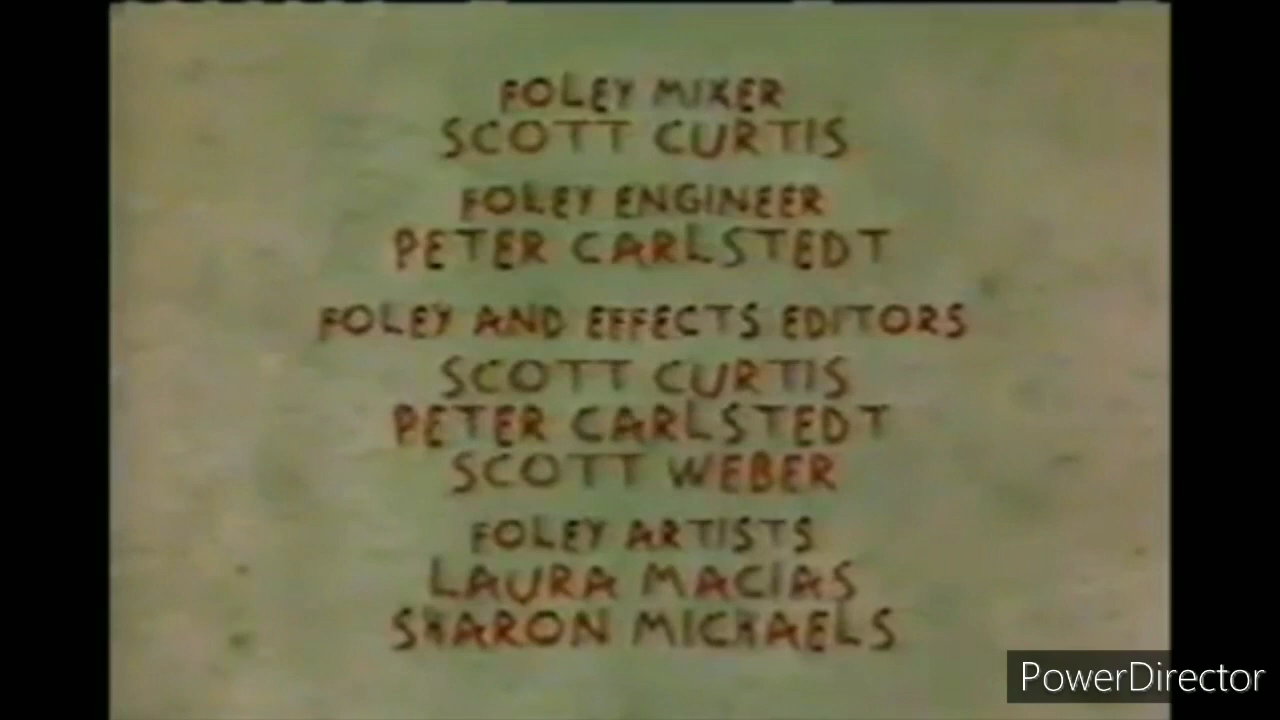 FOLEY MIXER
SCOTT CURTIS
FOLEY ENGINEER
PETER CARLSTEDT
FOLEY AND EFFECTS EDITORS
SCOTT CURTIS
PETER CARLSTEDT
SCOTT WEBER
FOLEY ARTISTS
LAURA MACIAS
SHARON MICHAELS
PowerDirector